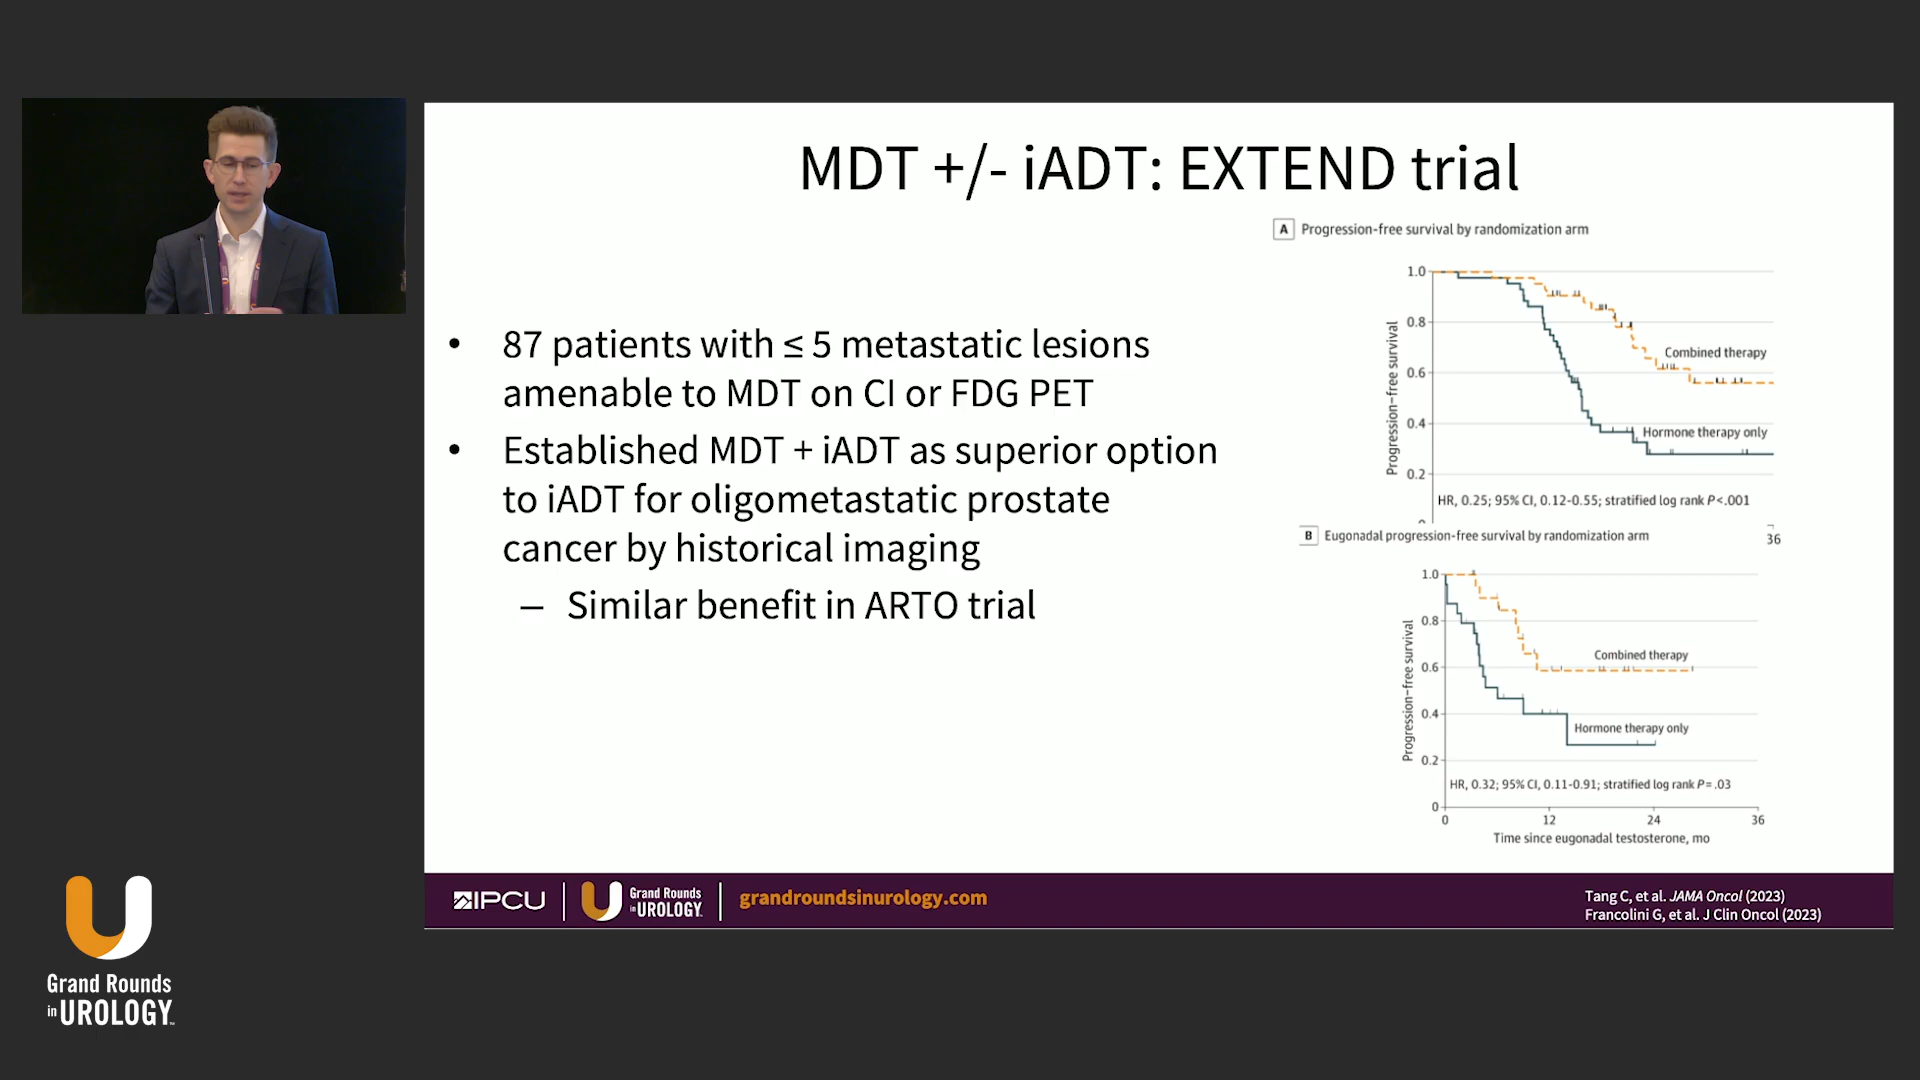 MDT +/- iADT: EXTEND trial
• 87 patients with ≤ 5 metastatic lesions
amenable to MDT on CI or FDG PET
• Established MDT + iADT as superior option
to iADT for oligometastatic prostate
cancer by historical imaging
– Similar benefit in ARTO trial
A Progression-free survival by randomization arm
Progression-free survival
1.0
0.8
0.6
0.4
0.2
Combined therapy
Hormone therapy only
HR, 0.25; 95% CI, 0.12-0.55; stratified log rank P<.001
36
B Eugonadal progression-free survival by randomization arm
Progression-free survival
1.0
0.8
0.6
0.4
0.2
0
Combined therapy
Hormone therapy only
HR, 0.32; 95% CI, 0.11-0.91; stratified log rank P=.03
0 12 24 36
Time since eugonadal testosterone, mo
IPCU
Grand Rounds
in UROLOGY™
grandroundsinurology.com
Tang C, et al. JAMA Oncol (2023)
Francolini G, et al. J Clin Oncol (2023)
Grand Rounds
in UROLOGY™